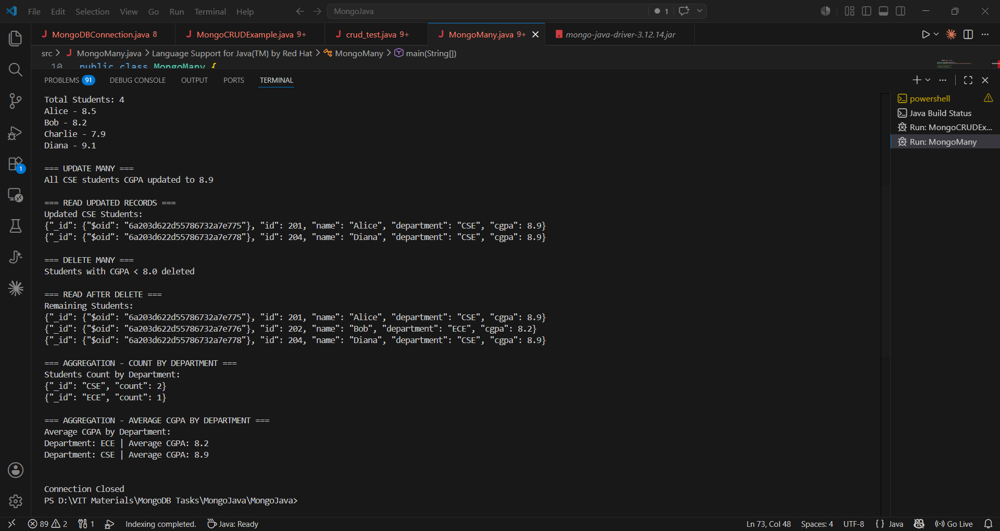 File Edit Selection View Go Run Terminal Help MongoJava 1
MongoDBConnection.java 8 MongoCRUDExample.java 9+ crud_test.java 9+ MongoMany.java 9+ mongo-java-driver-3.12.14.jar
src > MongoMany.java > Language Support for Java(TM) by Red Hat > MongoMany > main(String[])
10 public class MongoMany {
PROBLEMS 91 DEBUG CONSOLE OUTPUT PORTS TERMINAL
Total Students: 4
Alice - 8.5
Bob - 8.2
Charlie - 7.9
Diana - 9.1
=== UPDATE MANY ===
All CSE students CGPA updated to 8.9
=== READ UPDATED RECORDS ===
Updated CSE Students:
{"_id": {"$oid": "6a203d622d55786732a7e775"}, "id": 201, "name": "Alice", "department": "CSE", "cgpa": 8.9}
{"_id": {"$oid": "6a203d622d55786732a7e778"}, "id": 204, "name": "Diana", "department": "CSE", "cgpa": 8.9}
=== DELETE MANY ===
Students with CGPA < 8.0 deleted
=== READ AFTER DELETE ===
Remaining Students:
{"_id": {"$oid": "6a203d622d55786732a7e775"}, "id": 201, "name": "Alice", "department": "CSE", "cgpa": 8.9}
{"_id": {"$oid": "6a203d622d55786732a7e776"}, "id": 202, "name": "Bob", "department": "ECE", "cgpa": 8.2}
{"_id": {"$oid": "6a203d622d55786732a7e778"}, "id": 204, "name": "Diana", "department": "CSE", "cgpa": 8.9}
=== AGGREGATION - COUNT BY DEPARTMENT ===
Students Count by Department:
{"_id": "CSE", "count": 2}
{"_id": "ECE", "count": 1}
=== AGGREGATION - AVERAGE CGPA BY DEPARTMENT ===
Average CGPA by Department:
Department: ECE | Average CGPA: 8.2
Department: CSE | Average CGPA: 8.9
Connection Closed
PS D:\VIT Materials\MongoDB Tasks\MongoJava\MongoJava>
powershell
Java Build Status
Run: MongoCRUDEx...
Run: MongoMany
1
89 2 1 Indexing completed. Java: Ready Ln 73, Col 48 Spaces: 4 UTF-8 { } Java Go Live